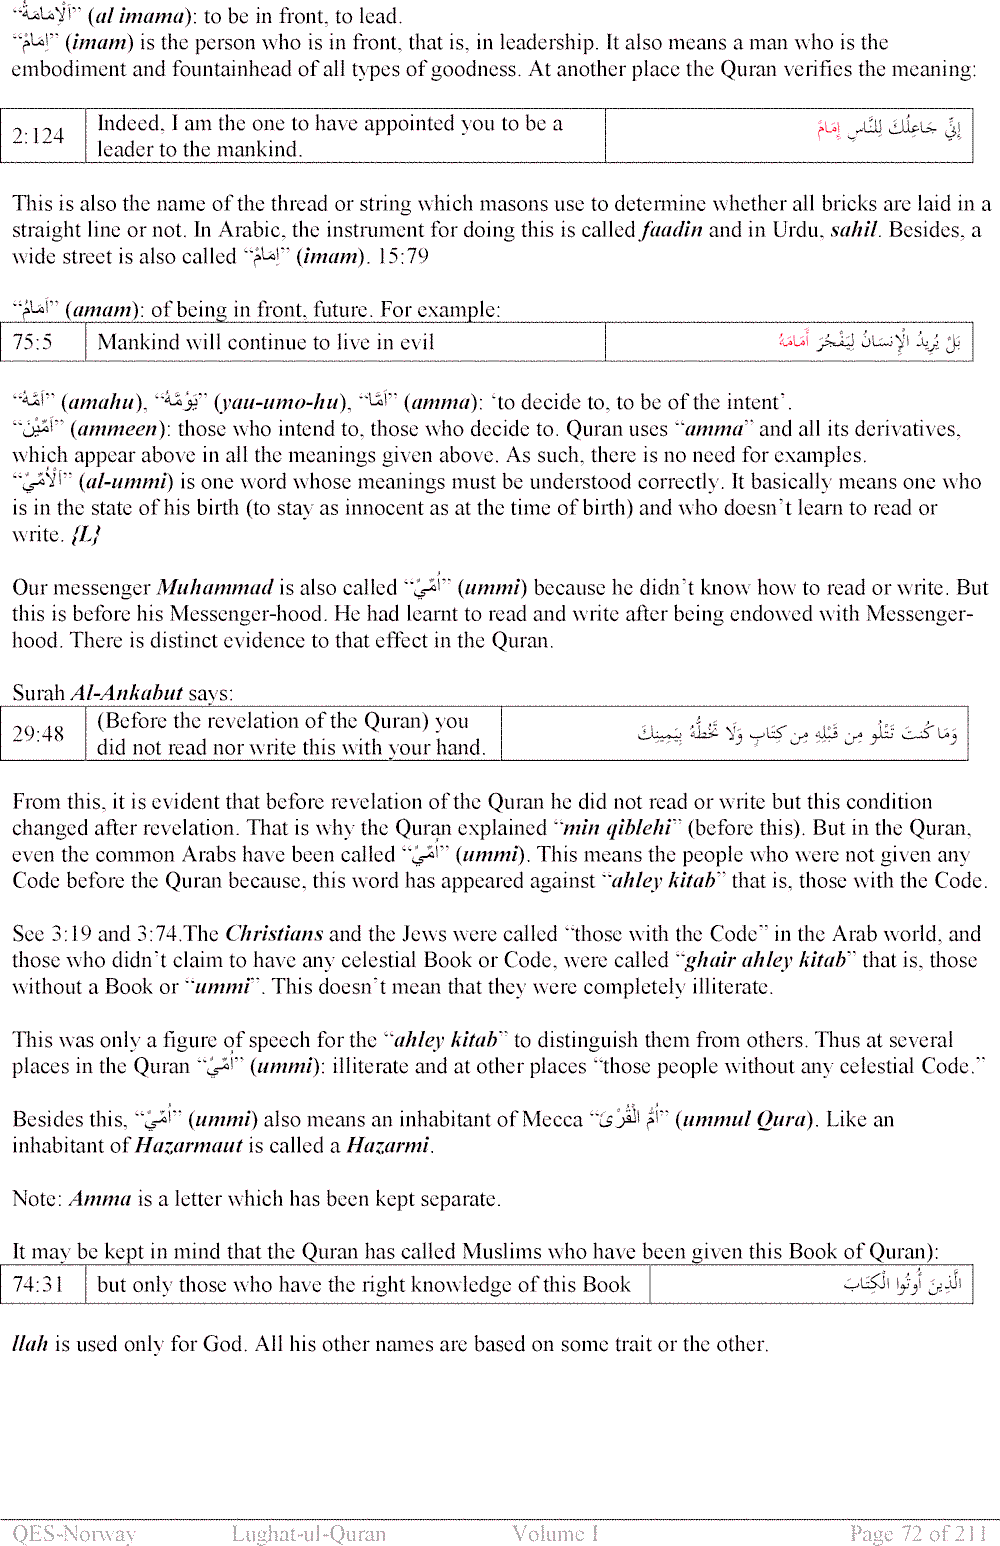 “اَلْاِمَامَةُ” (al imama): to be in front, to lead.
“اِمَامٌ” (imam) is the person who is in front, that is, in leadership. It also means a man who is the
embodiment and fountainhead of all types of goodness. At another place the Quran verifies the meaning:
2:124 Indeed, I am the one to have appointed you to be a إِنِّي جَاعِلُكَ لِلنَّاسِ إِمَامً
leader to the mankind.
This is also the name of the thread or string which masons use to determine whether all bricks are laid in a
straight line or not. In Arabic, the instrument for doing this is called faadin and in Urdu, sahil. Besides, a
wide street is also called “اِمَامٌ” (imam). 15:79
“اَمَامُ” (amam): of being in front, future. For example:
75:5 Mankind will continue to live in evil بَلْ يُرِيدُ الْإِنسَانُ لِيَفْجُرَ أَمَامَهُ
“اَمَّهُ” (amahu), “يَوُمُّهُ” (yau-umo-hu), “اَمَّا” (amma): ‘to decide to, to be of the intent’.
“اَمِّيْنَ” (ammeen): those who intend to, those who decide to. Quran uses “amma” and all its derivatives,
which appear above in all the meanings given above. As such, there is no need for examples.
“اَلْاُمِّيُّ” (al-ummi) is one word whose meanings must be understood correctly. It basically means one who
is in the state of his birth (to stay as innocent as at the time of birth) and who doesn’t learn to read or
write. {L}
Our messenger Muhammad is also called “اُمِّيٌّ” (ummi) because he didn’t know how to read or write. But
this is before his Messenger-hood. He had learnt to read and write after being endowed with Messenger-
hood. There is distinct evidence to that effect in the Quran.
Surah Al-Ankabut says:
29:48 (Before the revelation of the Quran) you وَمَا كُنتَ تَتْلُو مِن قَبْلِهِ مِن كِتَابٍ وَلَا تَخُطُّهُ بِيَمِينِكَ
did not read nor write this with your hand.
From this, it is evident that before revelation of the Quran he did not read or write but this condition
changed after revelation. That is why the Quran explained “min qiblehi” (before this). But in the Quran,
even the common Arabs have been called “اُمِّيٌّ” (ummi). This means the people who were not given any
Code before the Quran because, this word has appeared against “ahley kitab” that is, those with the Code.
See 3:19 and 3:74.The Christians and the Jews were called “those with the Code” in the Arab world, and
those who didn’t claim to have any celestial Book or Code, were called “ghair ahley kitab” that is, those
without a Book or “ummi”. This doesn’t mean that they were completely illiterate.
This was only a figure of speech for the “ahley kitab” to distinguish them from others. Thus at several
places in the Quran “اُمِّيٌّ” (ummi): illiterate and at other places “those people without any celestial Code.”
Besides this, “اُمِّيٌّ” (ummi) also means an inhabitant of Mecca “اُمُّ الْقُرٰى” (ummul Qura). Like an
inhabitant of Hazarmaut is called a Hazarmi.
Note: Amma is a letter which has been kept separate.
It may be kept in mind that the Quran has called Muslims who have been given this Book of Quran):
74:31 but only those who have the right knowledge of this Book الَّذِينَ أُوتُوا الْكِتَابَ
llah is used only for God. All his other names are based on some trait or the other.
QES-Norway Lughat-ul-Quran Volume I Page 72 of 211